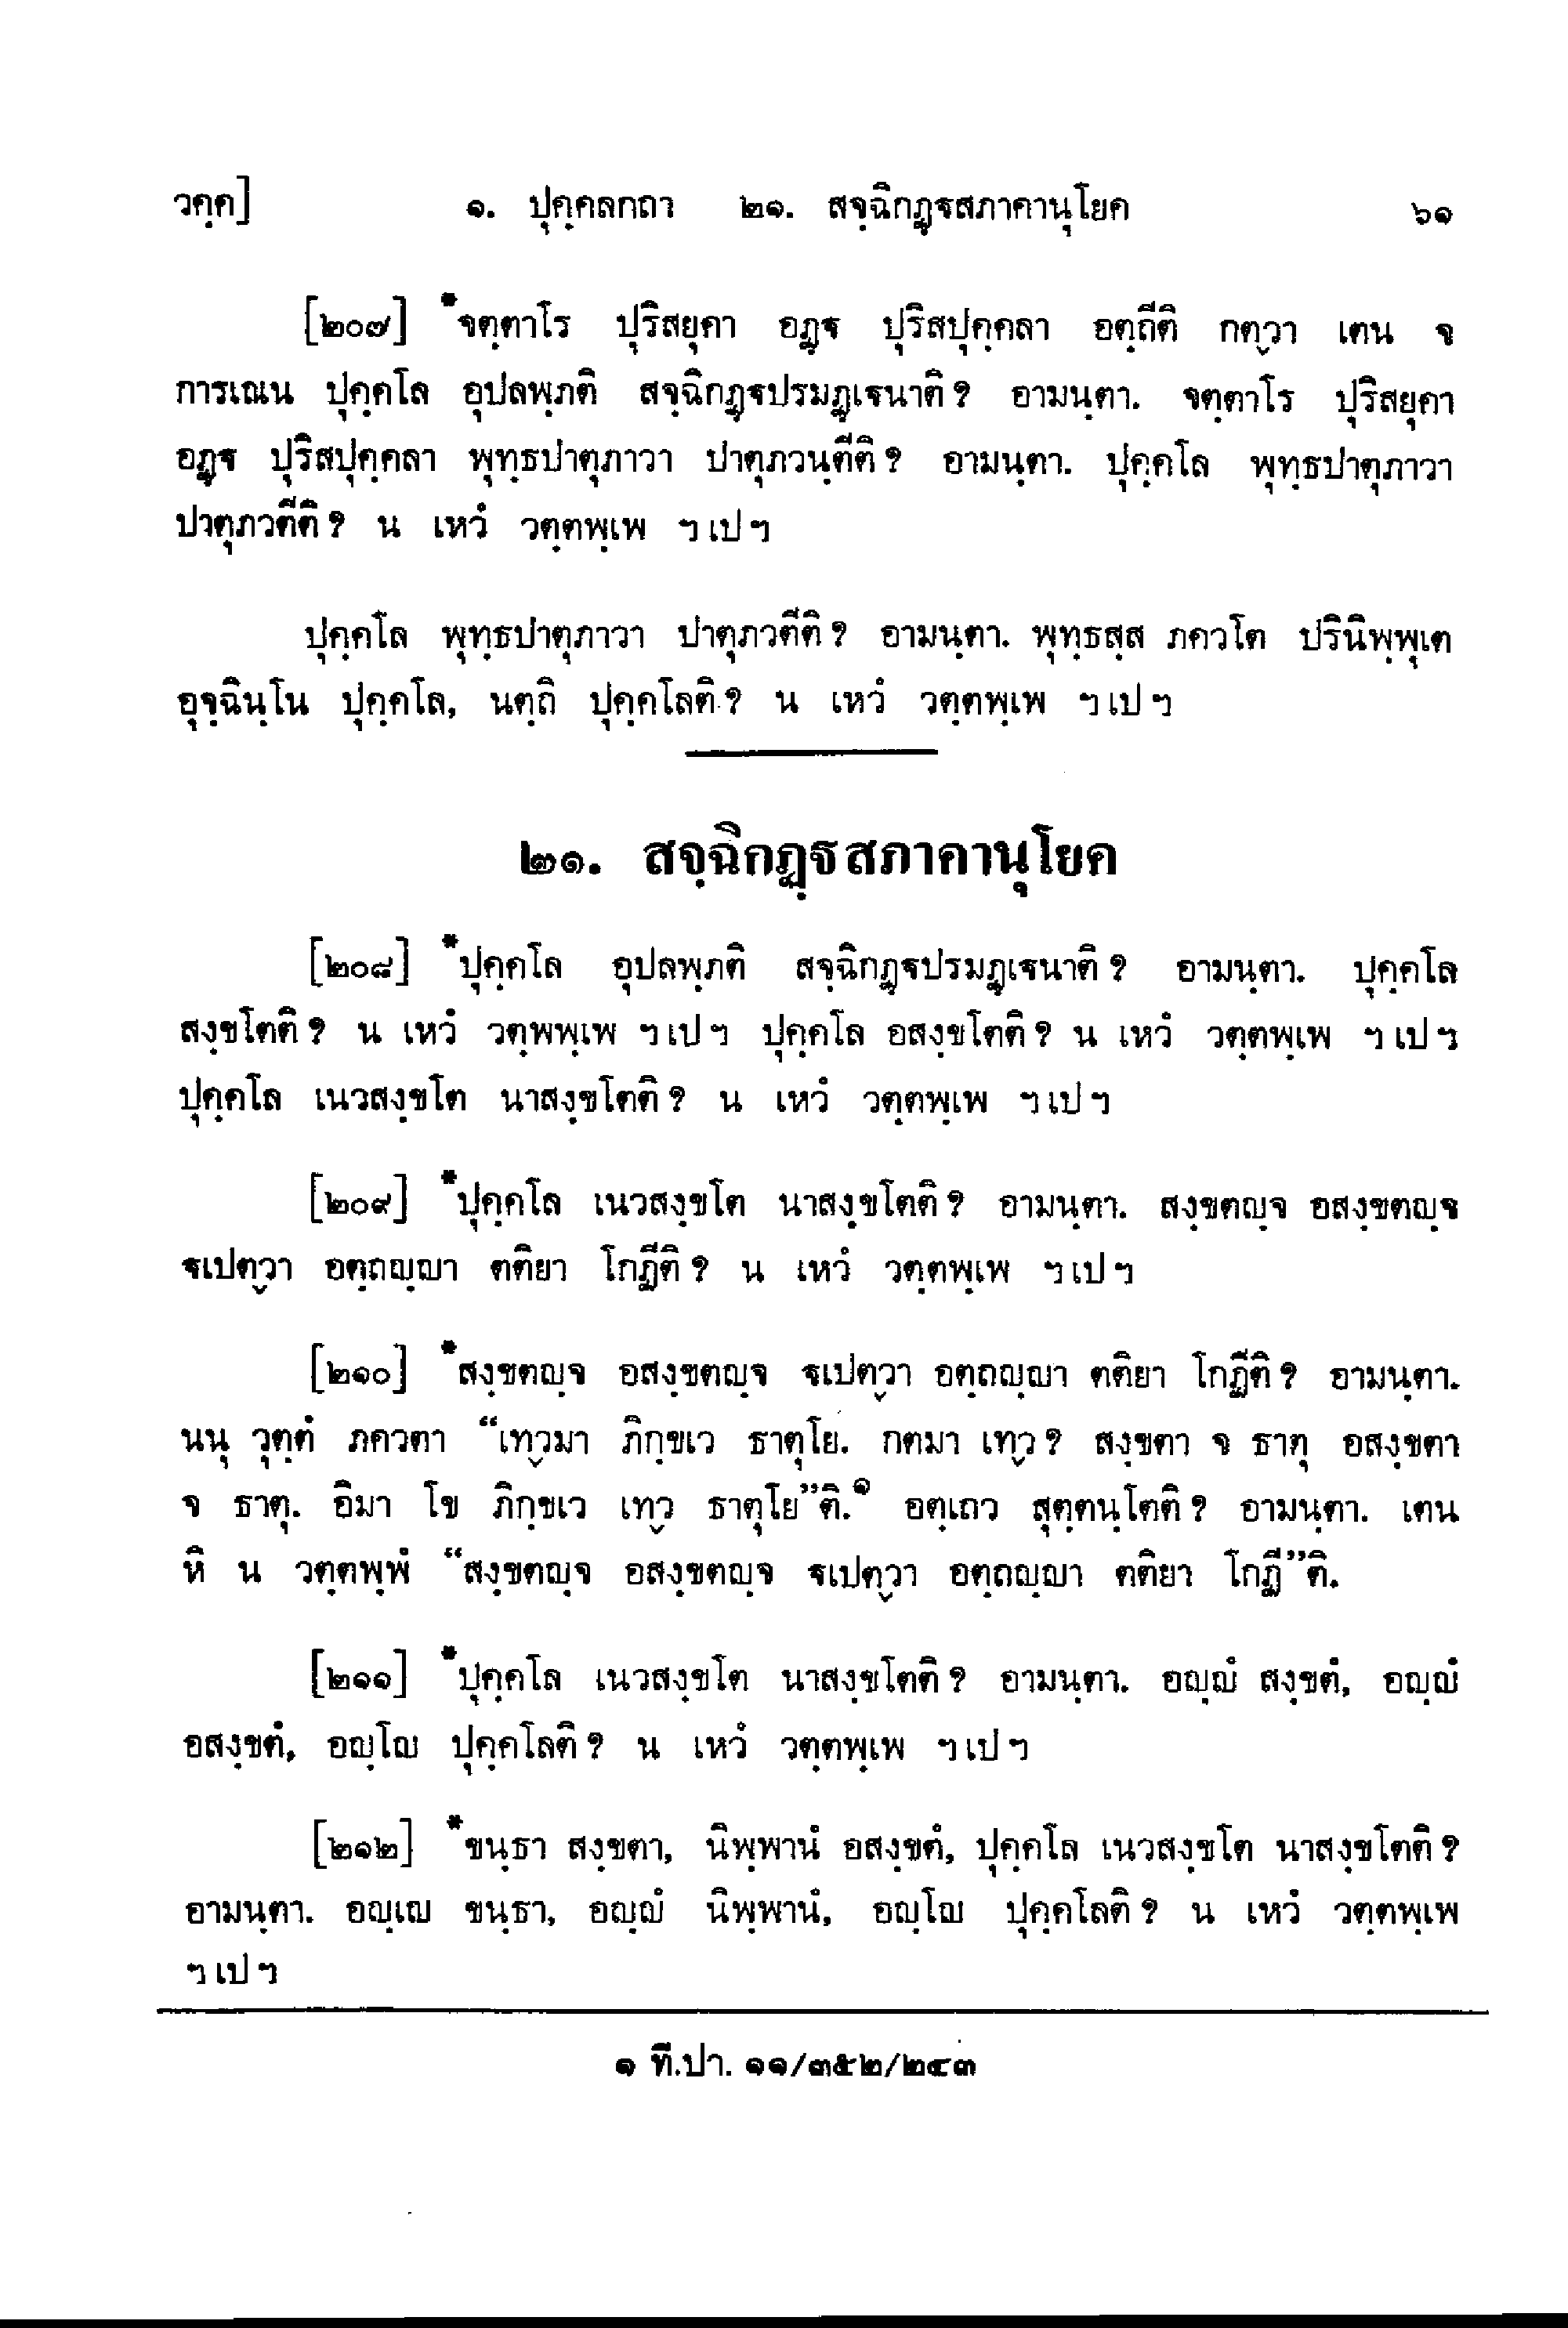 วคฺค]	๑. ปุคฺคลกถา ๒๑. สจฺฉิกฏฺฐสภาคานุโยค	๖๑
[๒๐๗] *จตฺตาโร ปุริสยุคา อฏฺฐ ปุริสปุคฺคลา อตฺถีติ กตฺวา เตน จ
การเณน ปุคฺคโล อุปลพฺภติ สจฺฉิกฏฺฐปรมฏฺเฐนาติ? อามนฺตา. จตฺตาโร ปุริสยุคา
อฏฺฐ ปุริสปุคฺคลา พุทฺธปาตุภาวา ปาตุภวนฺตีติ? อามนฺตา. ปุคฺคโล พุทฺธปาตุภาวา
ปาตุภวตีติ? น เหวํ วตฺตพฺเพ ฯเปฯ
ปุคฺคโล พุทฺธปาตุภาวา ปาตุภวตีติ? อามนฺตา. พุทฺธสฺส ภควโต ปรินิพฺพุเต
อุจฺฉินฺโน ปุคฺคโล, นตฺถิ ปุคฺคโลติ? น เหวํ วตฺตพฺเพ ฯเปฯ
๒๑. สจฺฉิกฏฺฐสภาคานุโยค
[๒๐๘] *ปุคฺคโล อุปลพฺภติ สจฺฉิกฏฺฐปรมฏฺเฐนาติ? อามนฺตา. ปุคฺคโล
สงฺขโตติ? น เหวํ วตฺพพฺเพ ฯเปฯ ปุคฺคโล อสงฺขโตติ? น เหวํ วตฺตพฺเพ ฯเปฯ
ปุคฺคโล เนวสงฺขโต นาสงฺขโตติ? น เหวํ วตฺตพฺเพ ฯเปฯ
[๒๐๙] *ปุคฺคโล เนวสงฺขโต นาสงฺขโตติ? อามนฺตา. สงฺขตญฺจ อสงฺขตญฺจ
ฐเปตฺวา อตฺถญฺญา ตติยา โกฏีติ? น เหวํ วตฺตพฺเพ ฯเปฯ
[๒๑๐] *สงฺขตญฺจ อสงฺขตญฺจ ฐเปตฺวา อตฺถญฺญา ตติยา โกฏีติ? อามนฺตา.
นนุ วุตฺตํ ภควตา “เทฺวมา ภิกฺขเว ธาตุโย. กตมา เทฺว? สงฺขตา จ ธาตุ อสงฺขตา
จ ธาตุ. อิมา โข ภิกฺขเว เทฺว ธาตุโย”ติ.๑ อตฺเถว สุตฺตนฺโตติ? อามนฺตา. เตน
หิ น วตฺตพฺพํ “สงฺขตญฺจ อสงฺขตญฺจ ฐเปตฺวา อตฺถญฺญา ตติยา โกฏี”ติ.
[๒๑๑] *ปุคฺคโล เนวสงฺขโต นาสงฺขโตติ? อามนฺตา. อญฺญํ สงฺขตํ, อญฺญํ
อสงฺขตํ, อญฺโญ ปุคฺคโลติ? น เหวํ วตฺตพฺเพ ฯเปฯ
[๒๑๒] *ขนฺธา สงฺขตา, นิพฺพานํ อสงฺขตํ, ปุคฺคโล เนวสงฺขโต นาสงฺขโตติ?
อามนฺตา. อญฺเญ ขนฺธา, อญฺญํ นิพฺพานํ, อญฺโญ ปุคฺคโลติ? น เหวํ วตฺตพฺเพ
ฯเปฯ
๑ ที.ปา. ๑๑/๓๕๒/๒๔๓